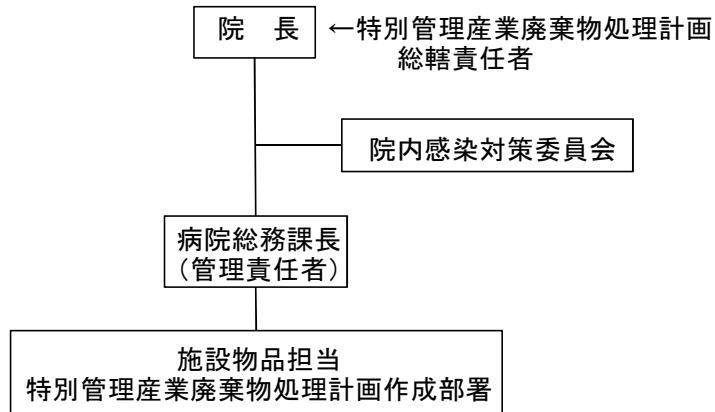 院　長
←特別管理産業廃棄物処理計画
総轄責任者
院内感染対策委員会
病院総務課長
（管理責任者）
施設物品担当
特別管理産業廃棄物処理計画作成部署